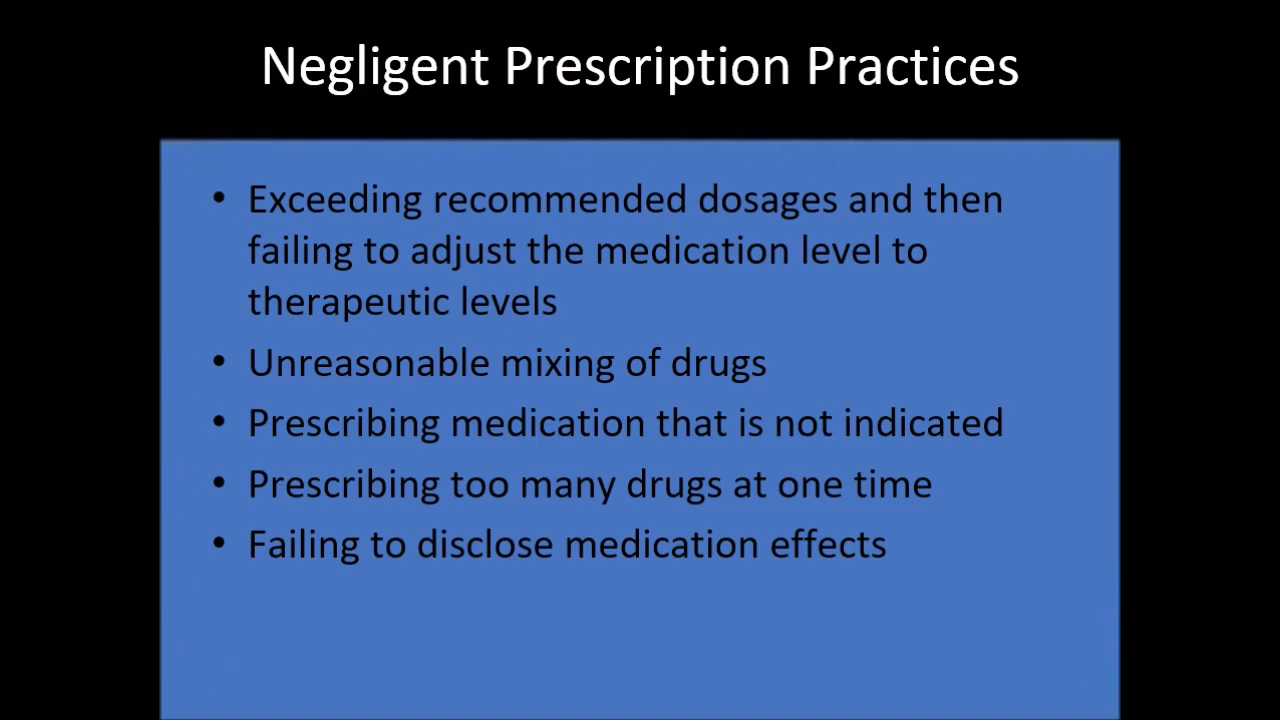 Negligent Prescription Practices
• Exceeding recommended dosages and then
failing to adjust the medication level to
therapeutic levels
• Unreasonable mixing of drugs
• Prescribing medication that is not indicated
• Prescribing too many drugs at one time
• Failing to disclose medication effects